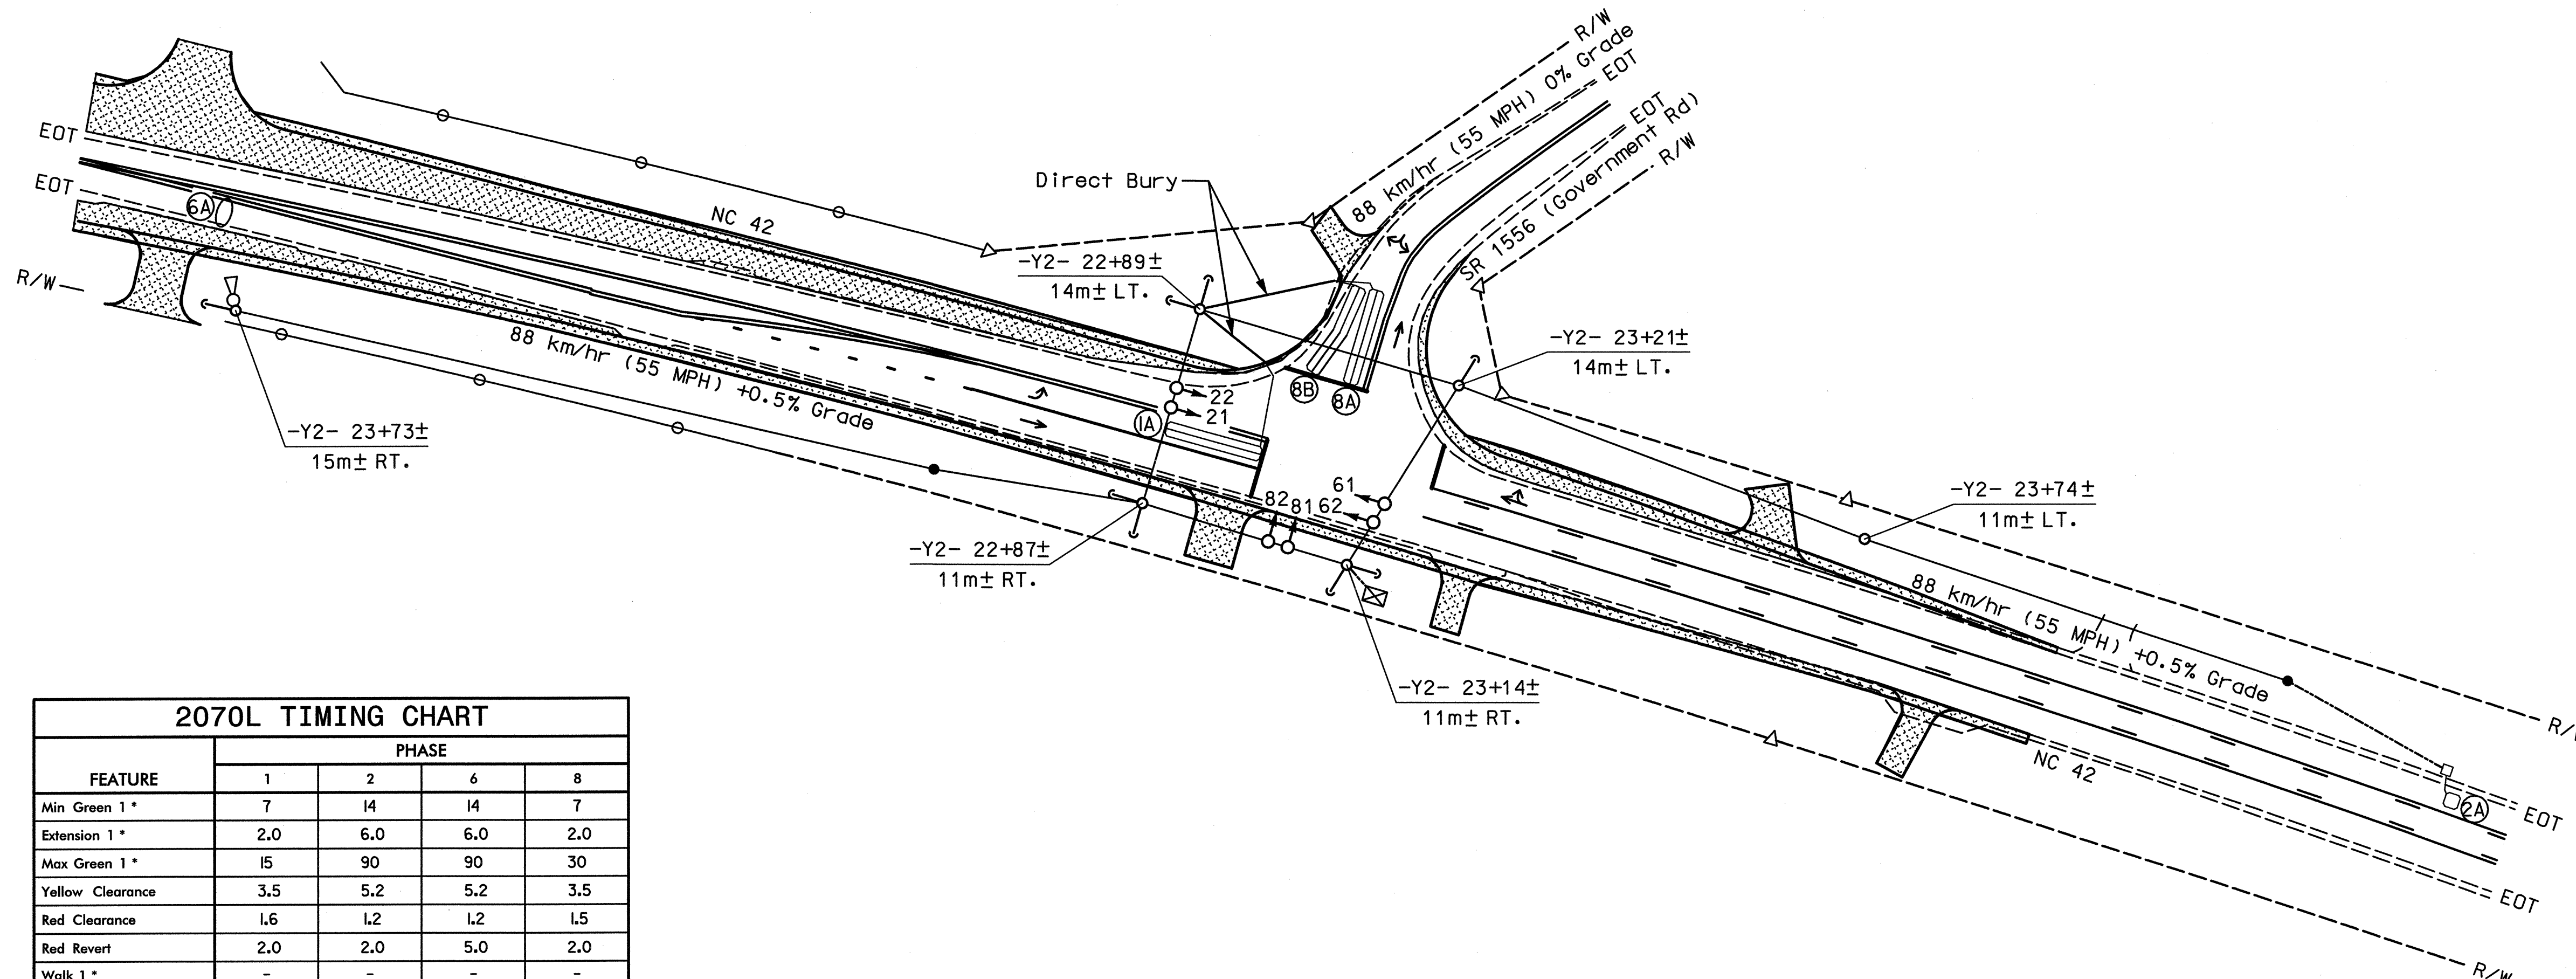 R/W
88 km/hr (55 MPH) 0% Grade
EOT
EOT
SR 1556 (Government Rd)
R/W
EOT
EOT
6A
R/W
NC 42
Direct Bury
-Y2- 22+89±
14m± LT.
-Y2- 23+21±
14m± LT.
88 km/hr (55 MPH) +0.5% Grade
-Y2- 23+73±
15m± RT.
22
21
1A
8B
8A
61
62
82
81
-Y2- 22+87±
11m± RT.
-Y2- 23+74±
11m± LT.
88 km/hr (55 MPH) +0.5% Grade
-Y2- 23+14±
11m± RT.
NC 42
2A
R/W
EOT
EOT
R/W
2070L TIMING CHART
PHASE
FEATURE 1 2 6 8
Min Green 1 * 7 14 14 7
Extension 1 * 2.0 6.0 6.0 2.0
Max Green 1 * 15 90 90 30
Yellow Clearance 3.5 5.2 5.2 3.5
Red Clearance 1.6 1.2 1.2 1.5
Red Revert 2.0 2.0 5.0 2.0
Walk 1 * - - - -